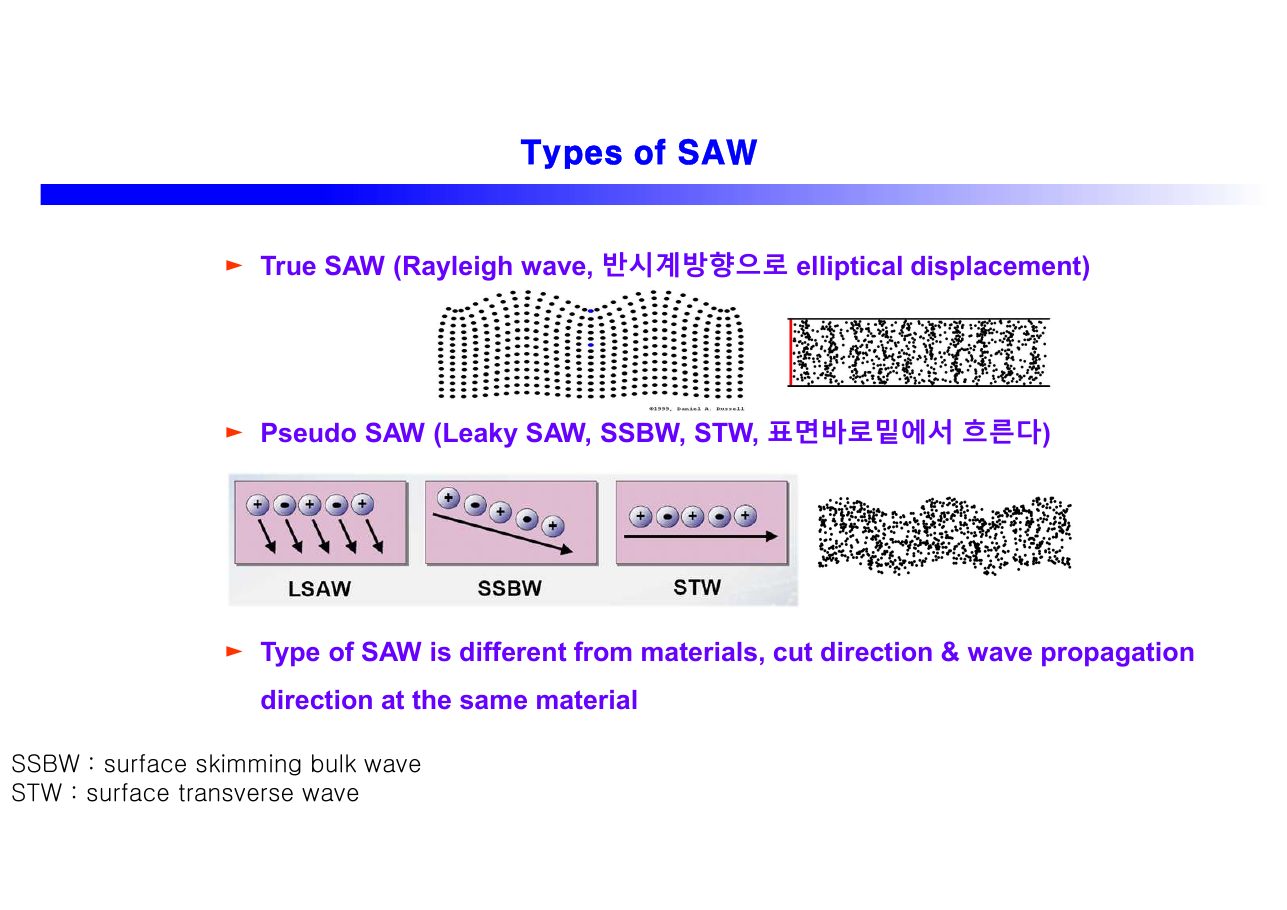 Types of SAW
► True SAW (Rayleigh wave, 반시계방향으로 elliptical displacement)
©1999, Daniel A. Russell
► Pseudo SAW (Leaky SAW, SSBW, STW, 표면바로밑에서 흐른다)
LSAW
SSBW
STW
► Type of SAW is different from materials, cut direction & wave propagation
direction at the same material
SSBW : surface skimming bulk wave
STW : surface transverse wave